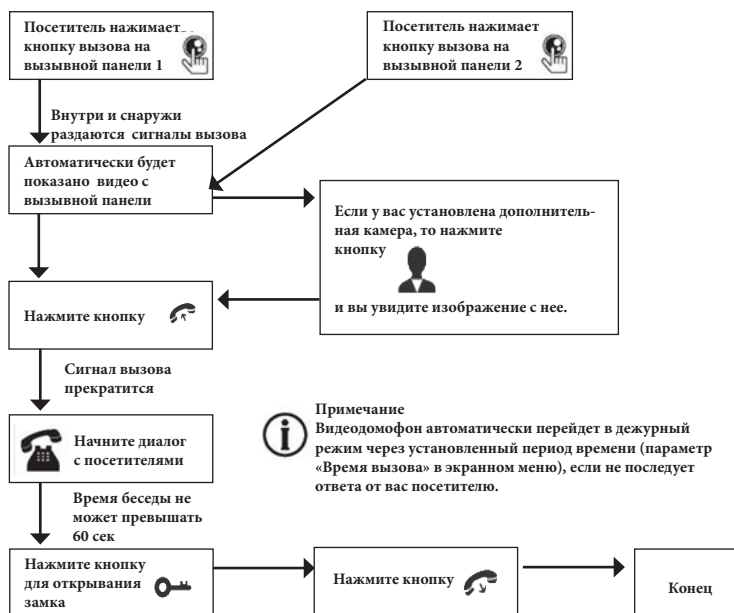 Посетитель нажимает
кнопку вызова на
вызывной панели 1
Посетитель нажимает
кнопку вызова на
вызывной панели 2
Внутри и снаружи
раздаются сигналы вызова
Автоматически будет
показано видео с
вызывной панели
Если у вас установлена дополнитель-
ная камера, то нажмите
кнопку
и вы увидите изображение с нее.
Нажмите кнопку
Сигнал вызова
прекратится
Начните диалог
с посетителями
Примечание
Видеодомофон автоматически перейдет в дежурный
режим через установленный период времени (параметр
«Время вызова» в экранном меню), если не последует
ответа от вас посетителю.
Время беседы не
может превышать
60 сек
Нажмите кнопку
для открывания
замка
Нажмите кнопку
Конец